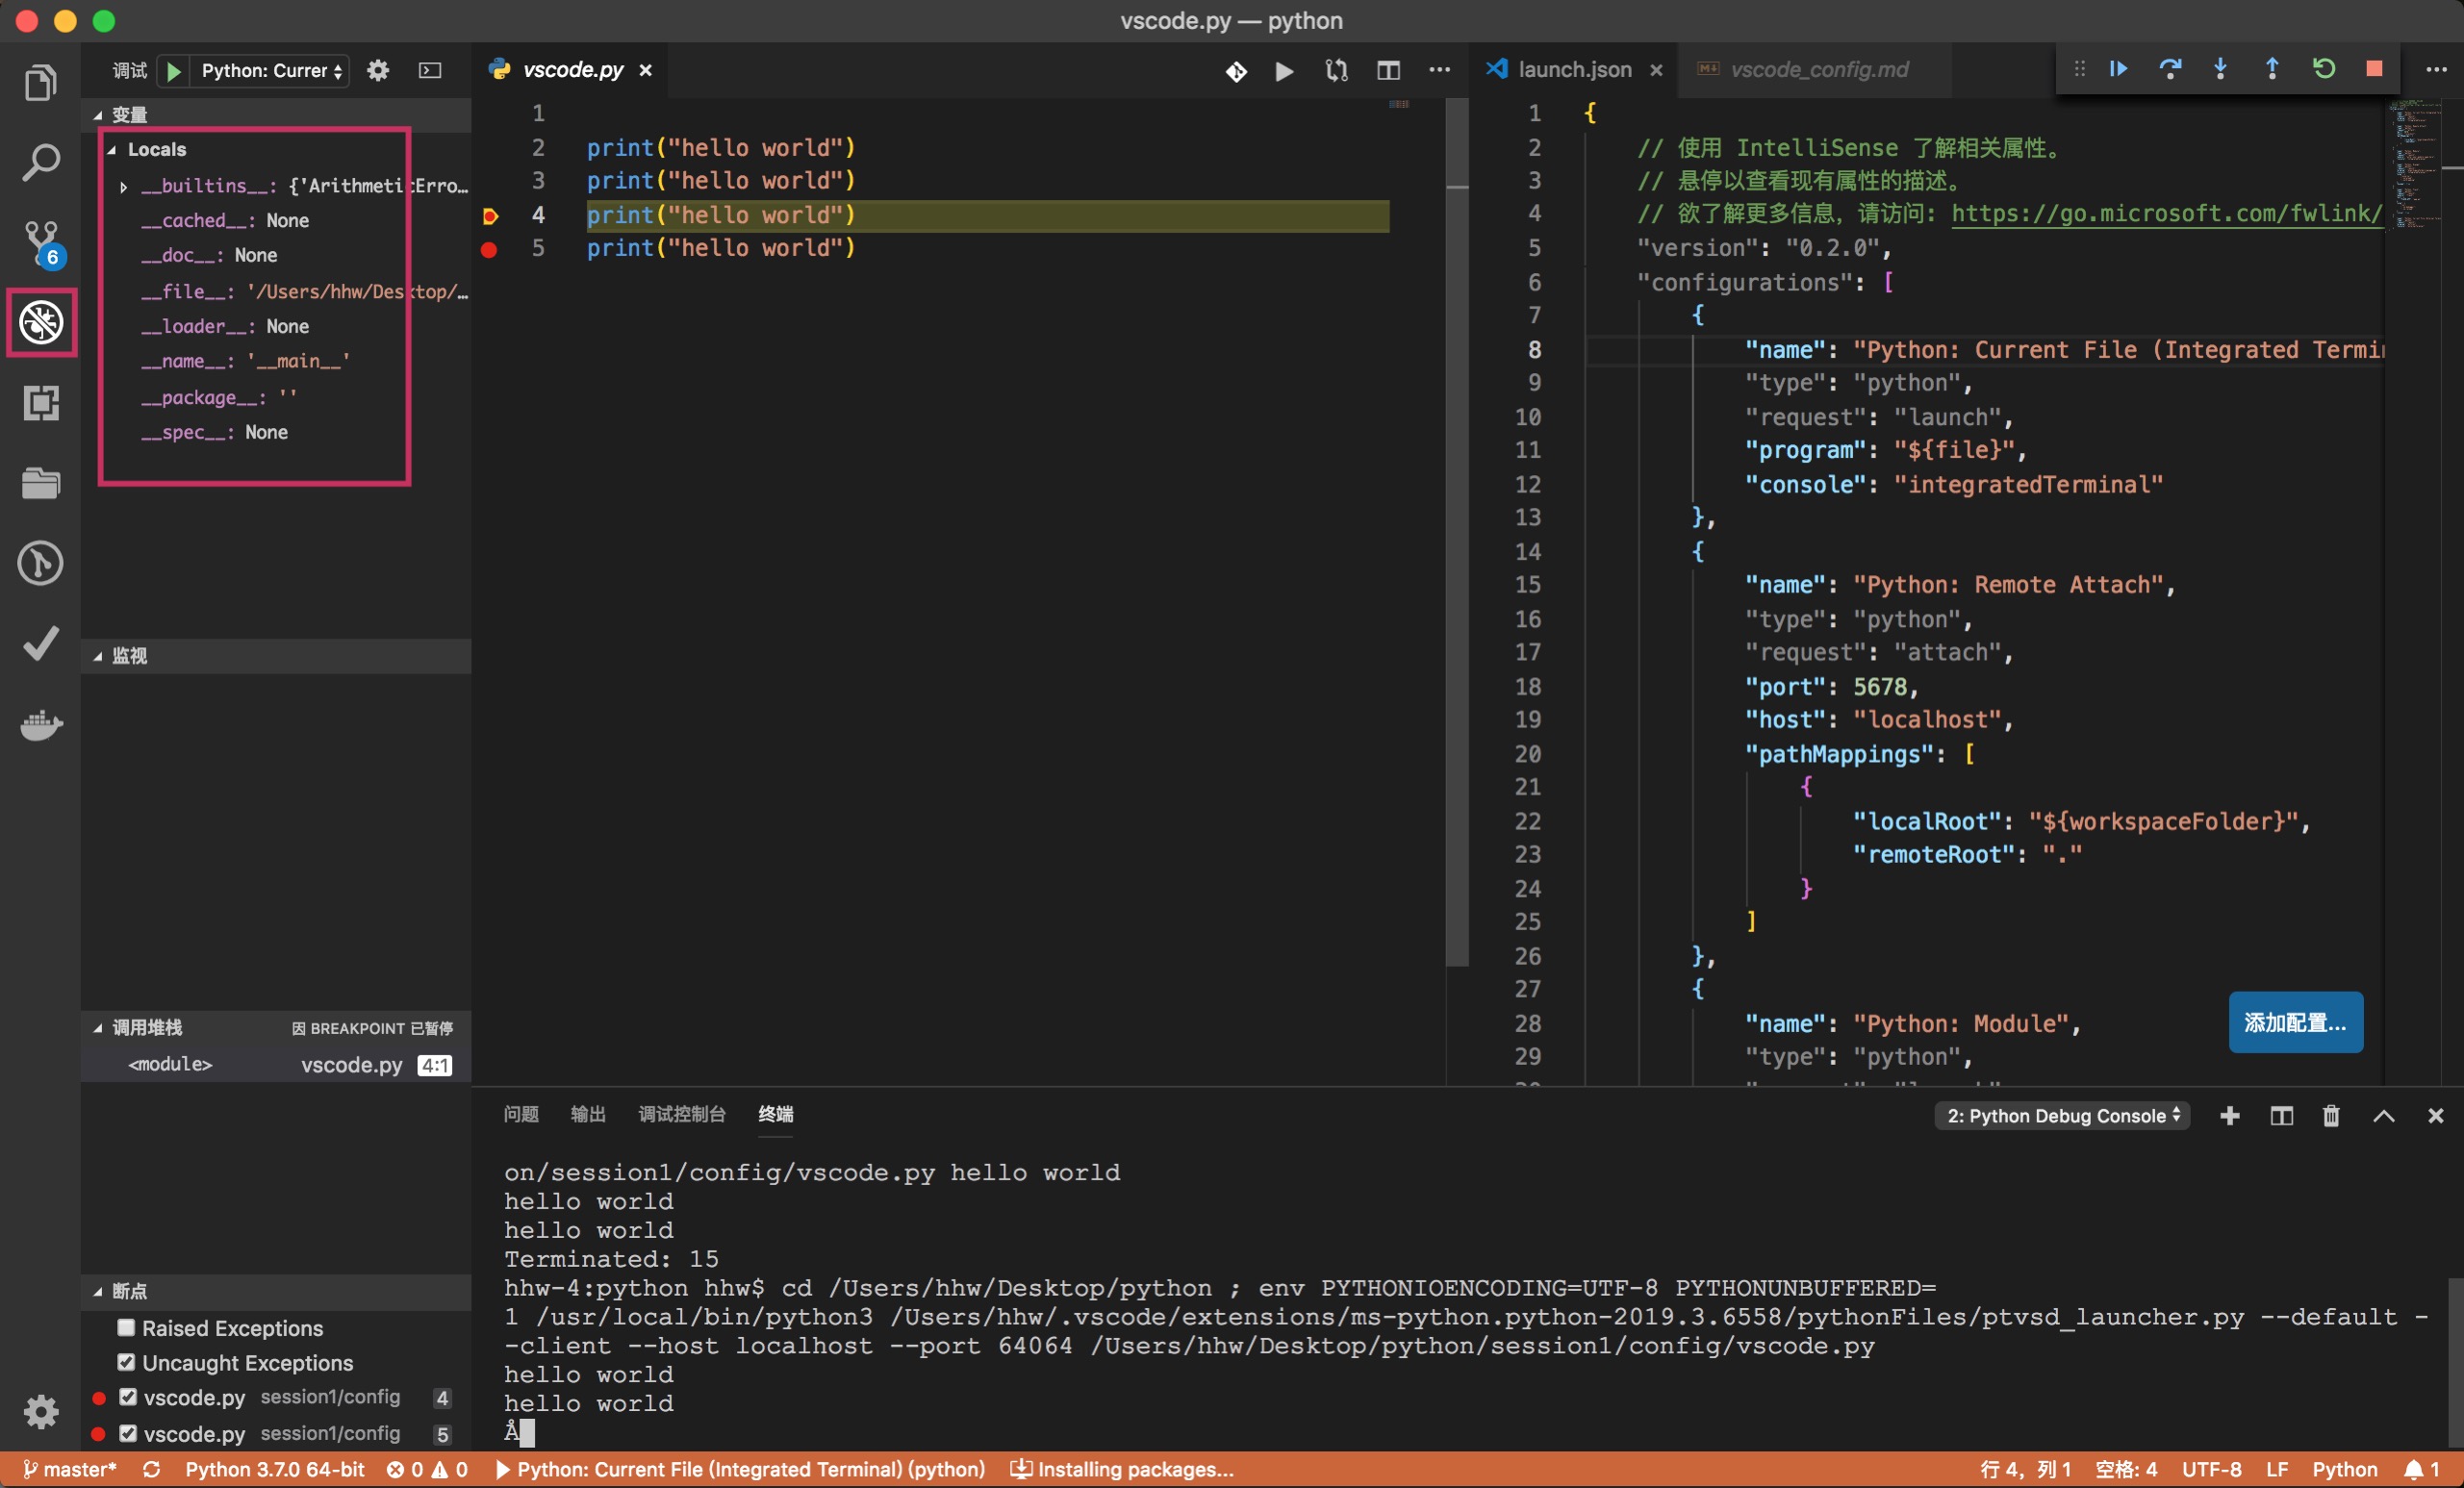 vscode.py — python
调试 Python: Currer
变量
Locals
__builtins__: {'ArithmeticErro...
__cached__: None
__doc__: None
__file__: '/Users/hhw/Desktop/...
__loader__: None
__name__: '__main__'
__package__: ''
__spec__: None
监视
调用堆栈 因 BREAKPOINT 已暂停
<module> vscode.py 4:1
断点
Raised Exceptions
Uncaught Exceptions
vscode.py session1/config 4
vscode.py session1/config 5
6
vscode.py
1
2 print("hello world")
3 print("hello world")
4 print("hello world")
5 print("hello world")
launch.json vscode_config.md
1 {
2 // 使用 IntelliSense 了解相关属性。
3 // 悬停以查看现有属性的描述。
4 // 欲了解更多信息，请访问: https://go.microsoft.com/fwlink/
5 "version": "0.2.0",
6 "configurations": [
7 {
8 "name": "Python: Current File (Integrated Termi
9 "type": "python",
10 "request": "launch",
11 "program": "${file}",
12 "console": "integratedTerminal"
13 },
14 {
15 "name": "Python: Remote Attach",
16 "type": "python",
17 "request": "attach",
18 "port": 5678,
19 "host": "localhost",
20 "pathMappings": [
21 {
22 "localRoot": "${workspaceFolder}",
23 "remoteRoot": "."
24 }
25 ]
26 },
27 {
28 "name": "Python: Module",
29 "type": "python",
添加配置...
问题 输出 调试控制台 终端 2: Python Debug Console
on/session1/config/vscode.py hello world
hello world
hello world
Terminated: 15
hhw-4:python hhw$ cd /Users/hhw/Desktop/python ; env PYTHONIOENCODING=UTF-8 PYTHONUNBUFFERED=
1 /usr/local/bin/python3 /Users/hhw/.vscode/extensions/ms-python.python-2019.3.6558/pythonFiles/ptvsd_launcher.py --default -
-client --host localhost --port 64064 /Users/hhw/Desktop/python/session1/config/vscode.py
hello world
hello world
Å
master* Python 3.7.0 64-bit 0 0 Python: Current File (Integrated Terminal) (python) Installing packages... 行 4，列 1 空格: 4 UTF-8 LF Python 1